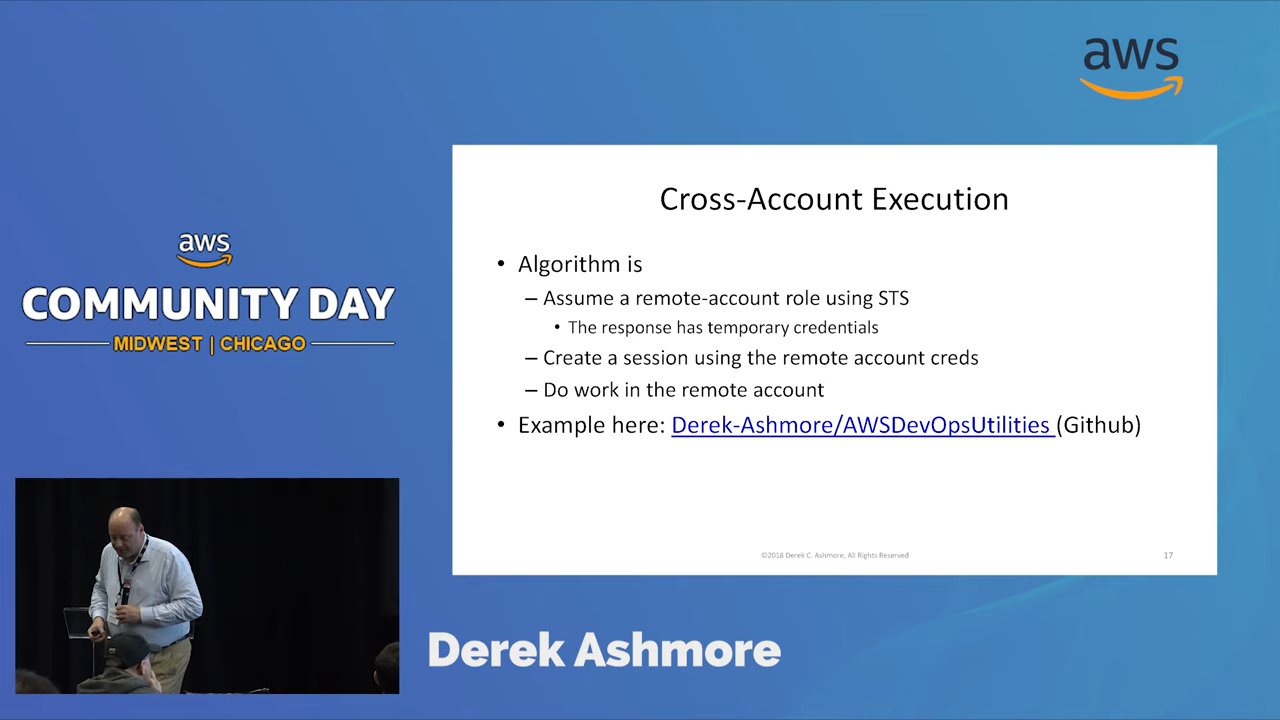 aws
aws
COMMUNITY DAY
MIDWEST | CHICAGO
Cross-Account Execution
• Algorithm is
– Assume a remote-account role using STS
• The response has temporary credentials
– Create a session using the remote account creds
– Do work in the remote account
• Example here: Derek-Ashmore/AWSDevOpsUtilities (Github)
©2018 Derek C. Ashmore, All Rights Reserved
17
Derek Ashmore